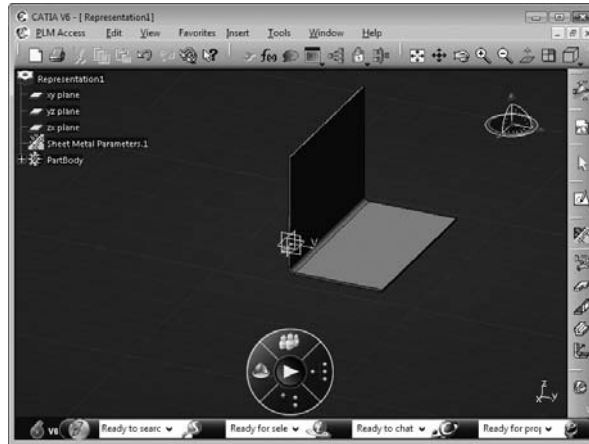 CATIA V6 - [ Representation1]
PLM Access Edit View Favorites Insert Tools Window Help
Representation1
xy plane
yz plane
zx plane
Sheet Metal Parameters.1
PartBody
y
z
x y
V6 Ready to searc Ready for sele Ready to chat Ready for prop